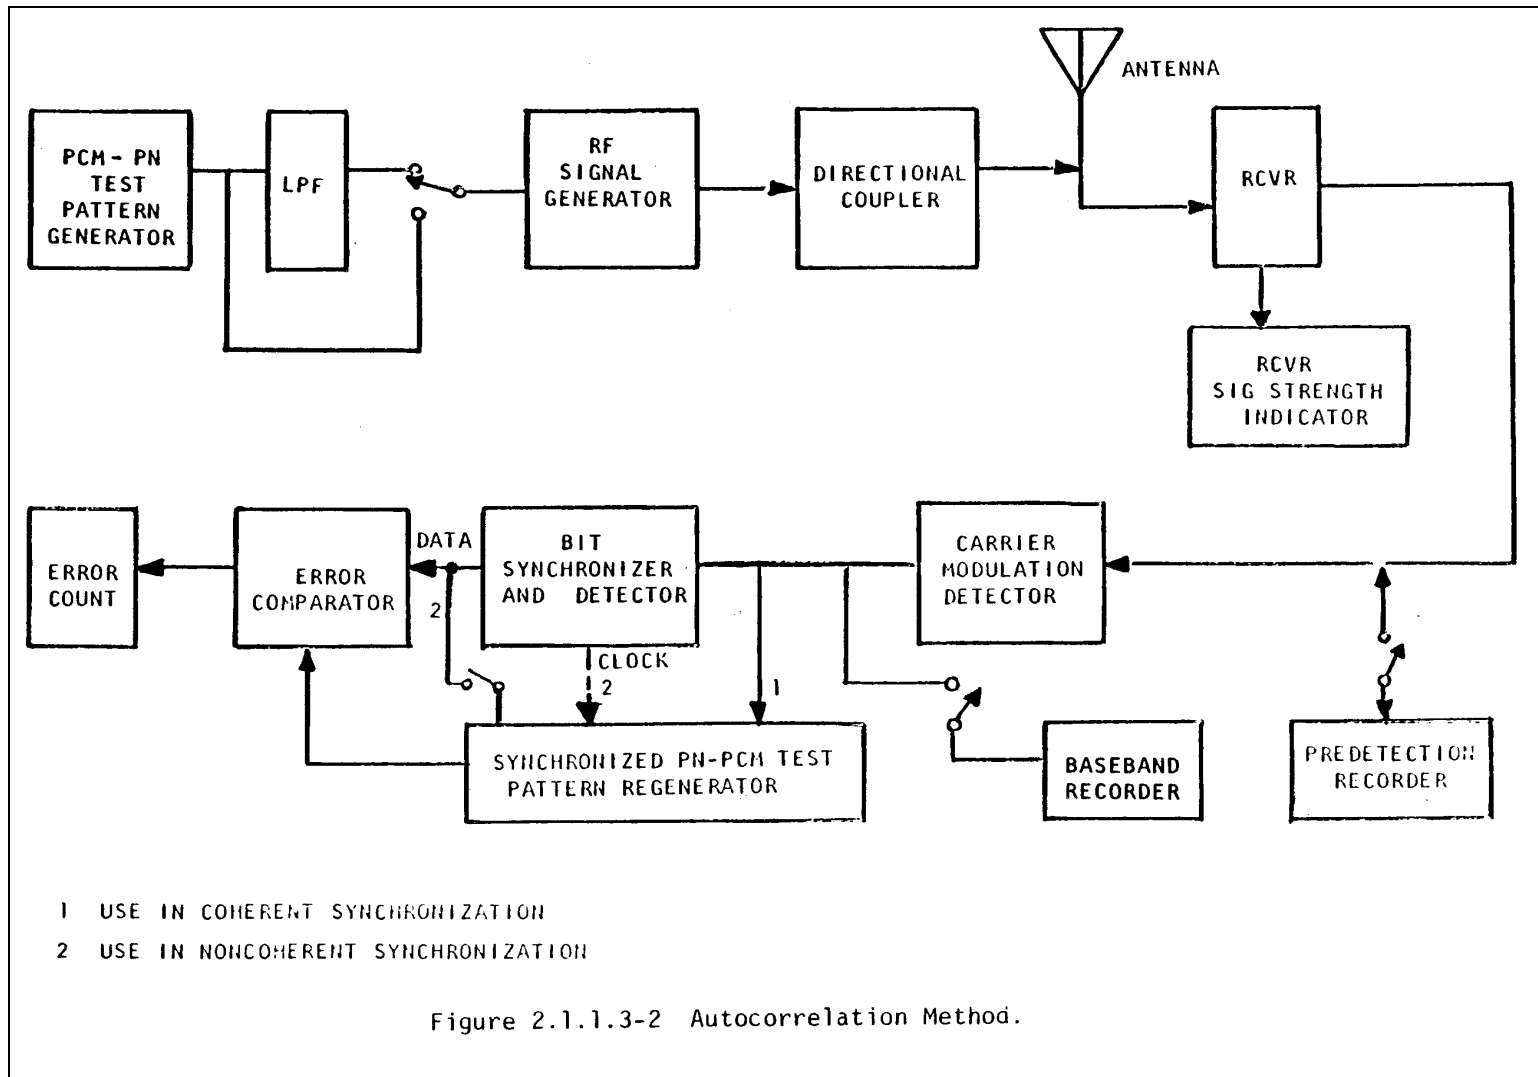 ANTENNA
PCM - PN
TEST
PATTERN
GENERATOR
LPF
RF
SIGNAL
GENERATOR
DIRECTIONAL
COUPLER
RCVR
RCVR
SIG STRENGTH
INDICATOR
ERROR
COUNT
ERROR
COMPARATOR
DATA
2
BIT
SYNCHRONIZER
AND DETECTOR
CARRIER
MODULATION
DETECTOR
CLOCK
2
1
SYNCHRONIZED PN-PCM TEST
PATTERN REGENERATOR
BASEBAND
RECORDER
PREDETECTION
RECORDER
1 USE IN COHERENT SYNCHRONIZATION
2 USE IN NONCOHERENT SYNCHRONIZATION
Figure 2.1.1.3-2 Autocorrelation Method.